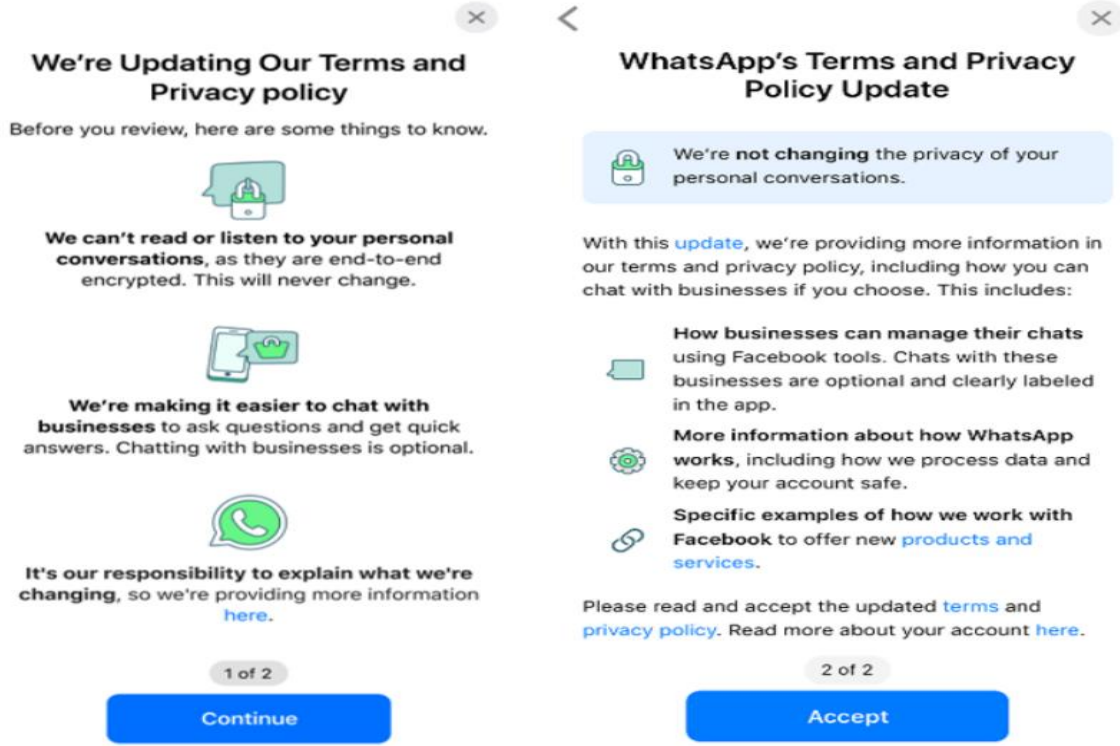 We're Updating Our Terms and
Privacy policy
Before you review, here are some things to know.
We can't read or listen to your personal
conversations, as they are end-to-end
encrypted. This will never change.
We're making it easier to chat with
businesses to ask questions and get quick
answers. Chatting with businesses is optional.
It's our responsibility to explain what we're
changing, so we're providing more information
here.
1 of 2
Continue
WhatsApp's Terms and Privacy
Policy Update
We're not changing the privacy of your
personal conversations.
With this update, we're providing more information in
our terms and privacy policy, including how you can
chat with businesses if you choose. This includes:
How businesses can manage their chats
using Facebook tools. Chats with these
businesses are optional and clearly labeled
in the app.
More information about how WhatsApp
works, including how we process data and
keep your account safe.
Specific examples of how we work with
Facebook to offer new products and
services.
Please read and accept the updated terms and
privacy policy. Read more about your account here.
2 of 2
Accept